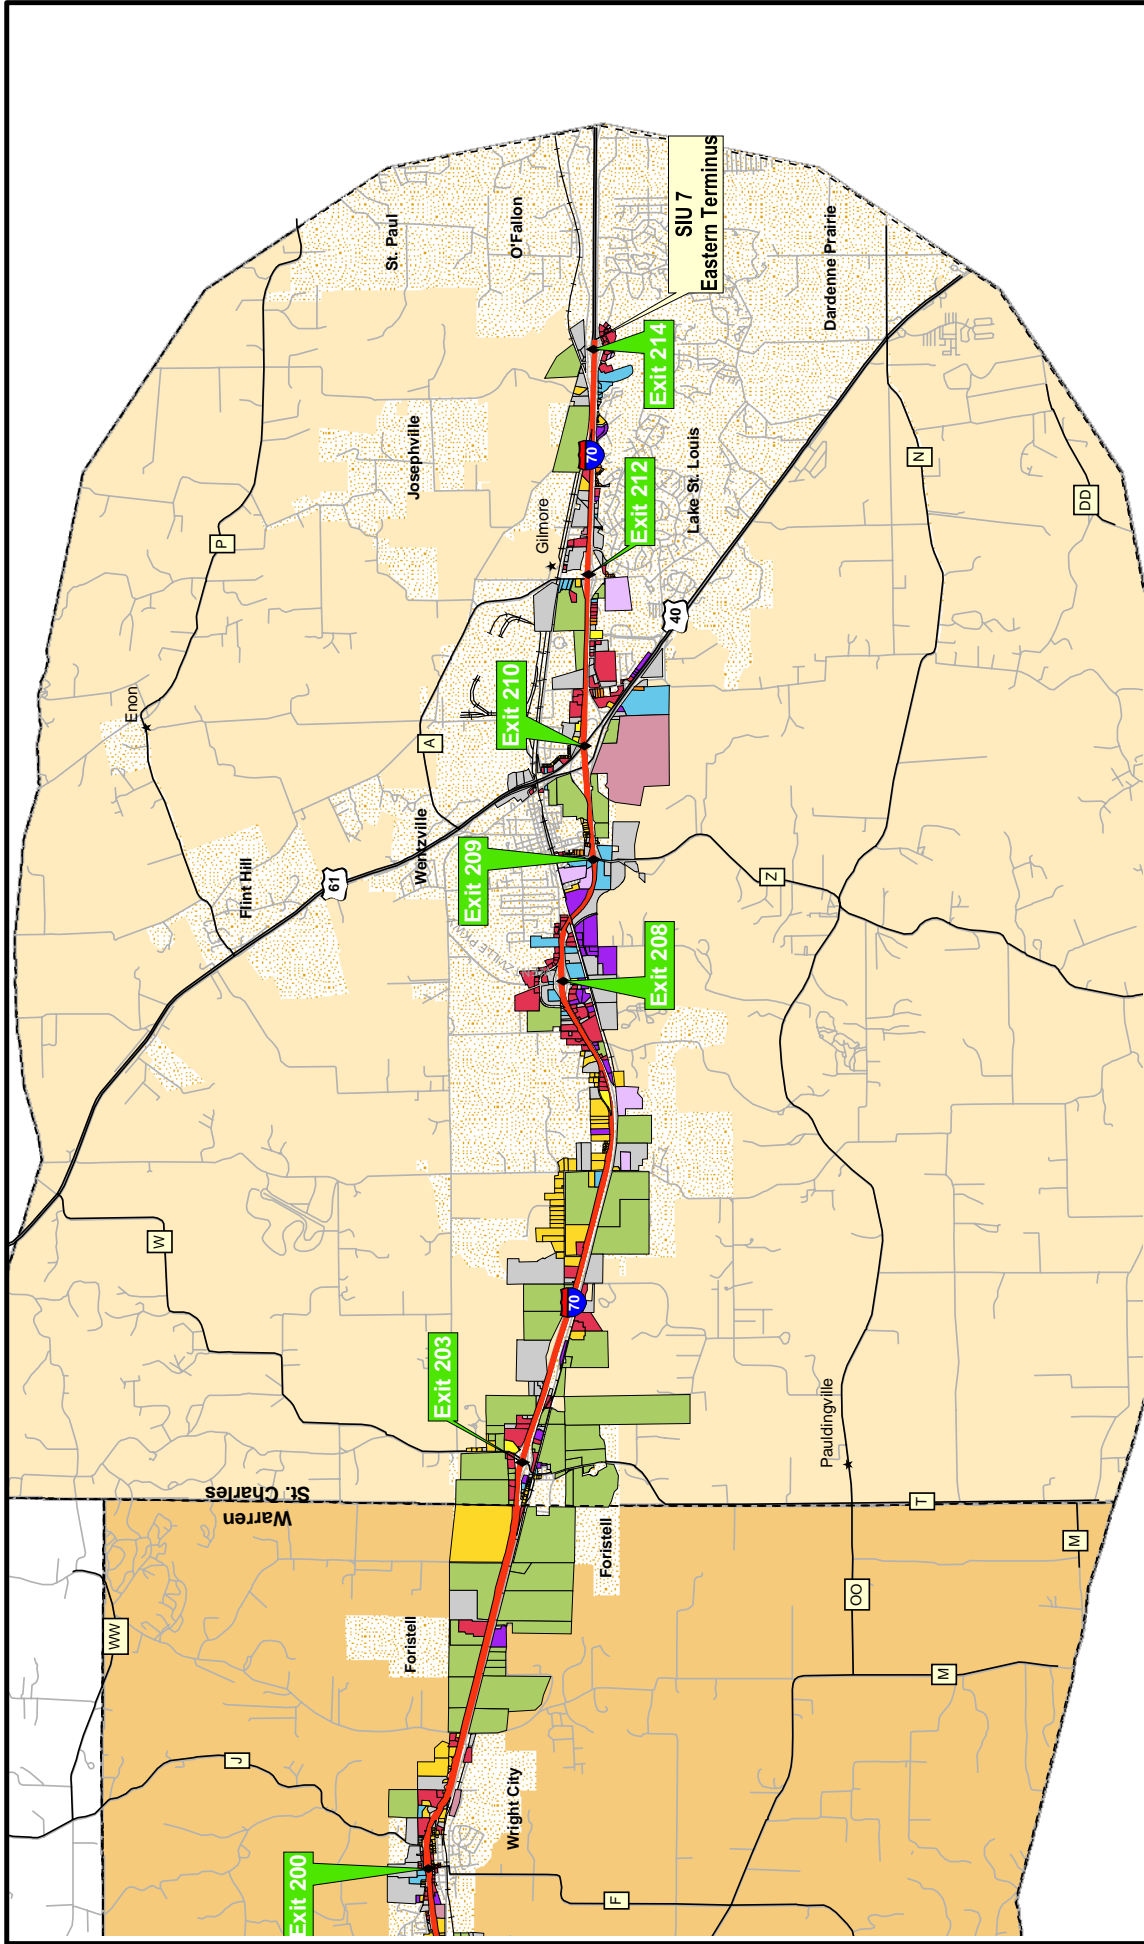 St. Paul
O'Fallon
SIU 7
Eastern Terminus
Dardenne Prairie
Exit 214
Josephville
70
Lake St. Louis
N
DD
P
Gilmore
Exit 212
40
Enon
A
Exit 210
Wentzville
Flint Hill
61
Exit 209
Z
Exit 208
W
70
Exit 203
Pauldingville
St. Charles
Warren
T
M
Foristell
OO
WW
Foristell
M
J
Wright City
Exit 200
F